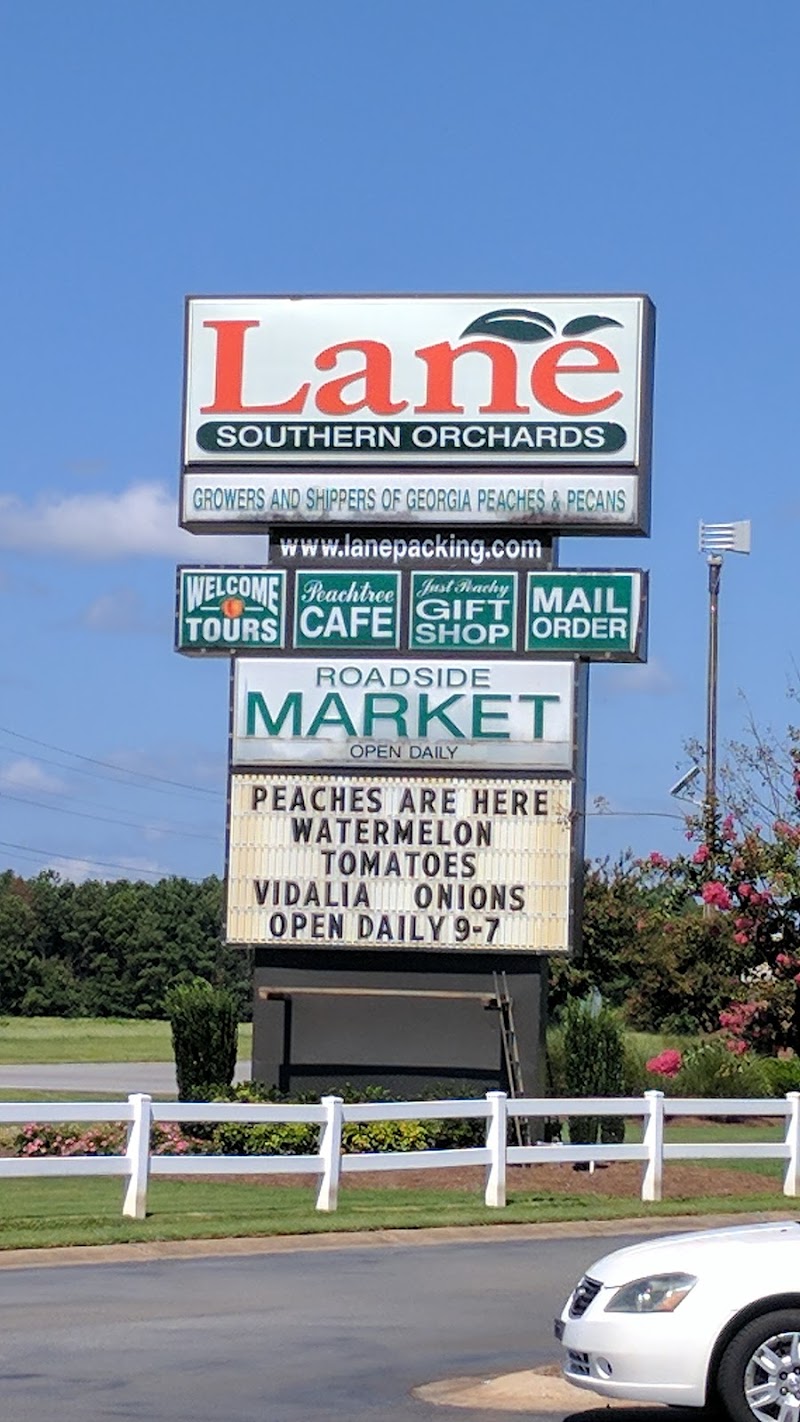 Lane
SOUTHERN ORCHARDS
GROWERS AND SHIPPERS OF GEORGIA PEACHES & PECANS
www.lanepacking.com
WELCOME
TOURS
Peachtree
CAFE
Just Peachy
GIFT
SHOP
MAIL
ORDER
ROADSIDE
MARKET
OPEN DAILY
PEACHES ARE HERE
WATERMELON
TOMATOES
VIDALIA ONIONS
OPEN DAILY 9-7